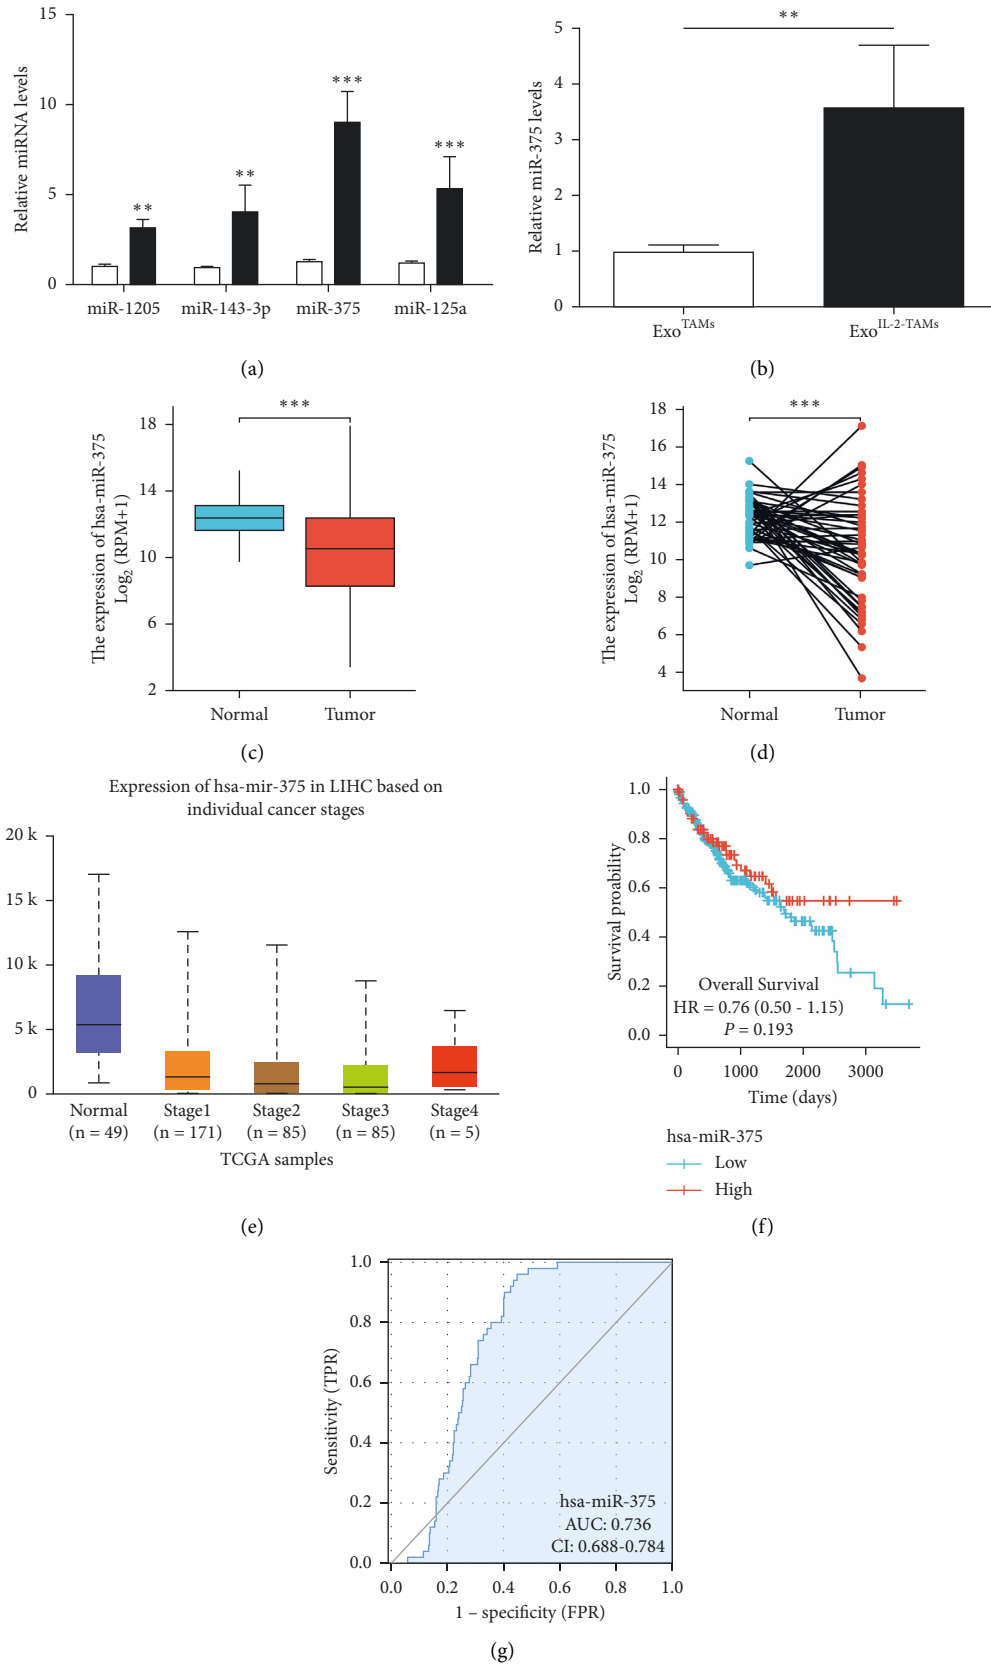 15
10
5
0
Relative miRNA levels
**
**
***
***
miR-1205 miR-143-3p miR-375 miR-125a
(a)
5
4
3
2
1
0
Relative miR-375 levels
**
Exo^TAMs Exo^IL-2-TAMs
(b)
18
14
10
6
2
The expression of hsa-miR-375
Log₂ (RPM+1)
***
Normal Tumor
(c)
18
16
14
12
10
8
6
4
The expression of hsa-miR-375
Log₂ (RPM+1)
***
Normal Tumor
(d)
Expression of hsa-mir-375 in LIHC based on
individual cancer stages
20 k
15 k
10 k
5 k
0
Normal Stage1 Stage2 Stage3 Stage4
(n = 49) (n = 171) (n = 85) (n = 85) (n = 5)
TCGA samples
(e)
1.0
0.8
0.6
0.4
0.2
0.0
Survival proability
Overall Survival
HR = 0.76 (0.50 - 1.15)
P = 0.193
0 1000 2000 3000
Time (days)
hsa-miR-375
Low
High
(f)
1.0
0.8
0.6
0.4
0.2
0.0
Sensitivity (TPR)
hsa-miR-375
AUC: 0.736
CI: 0.688-0.784
0.0 0.2 0.4 0.6 0.8 1.0
1 – specificity (FPR)
(g)